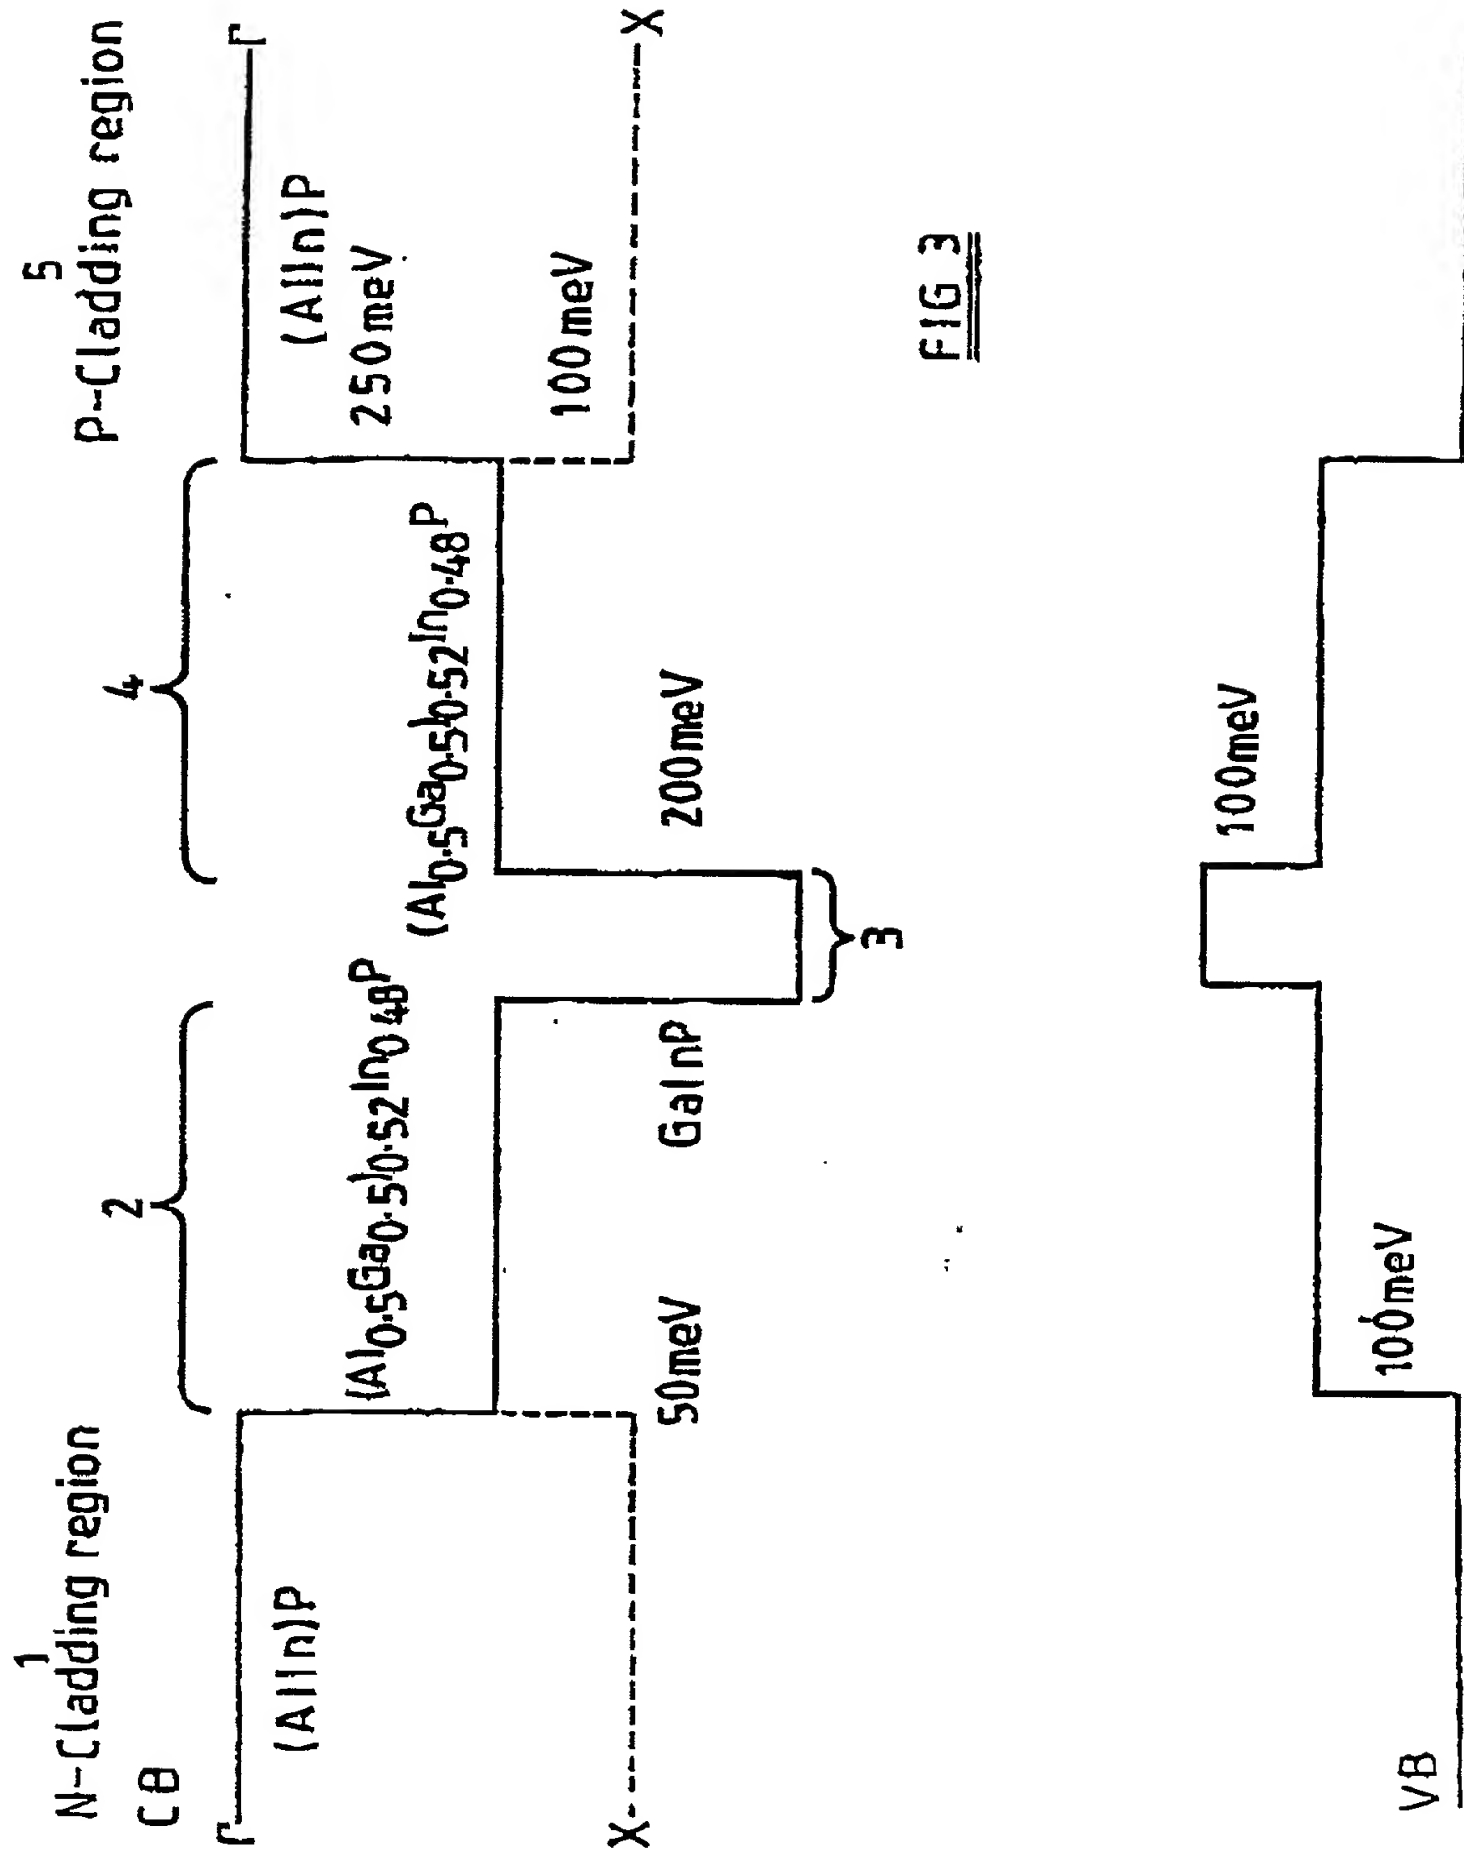 1
N-Cladding region
CB
Γ
(AlIn)P
X
2
(Al0.5Ga0.5)0.52In0.48P
50meV
GaInP
3
4
(Al0.5Ga0.5)0.52In0.48P
200meV
5
P-Cladding region
Γ
(AlIn)P
250meV
100meV
X
FIG 3
100meV
100meV
VB